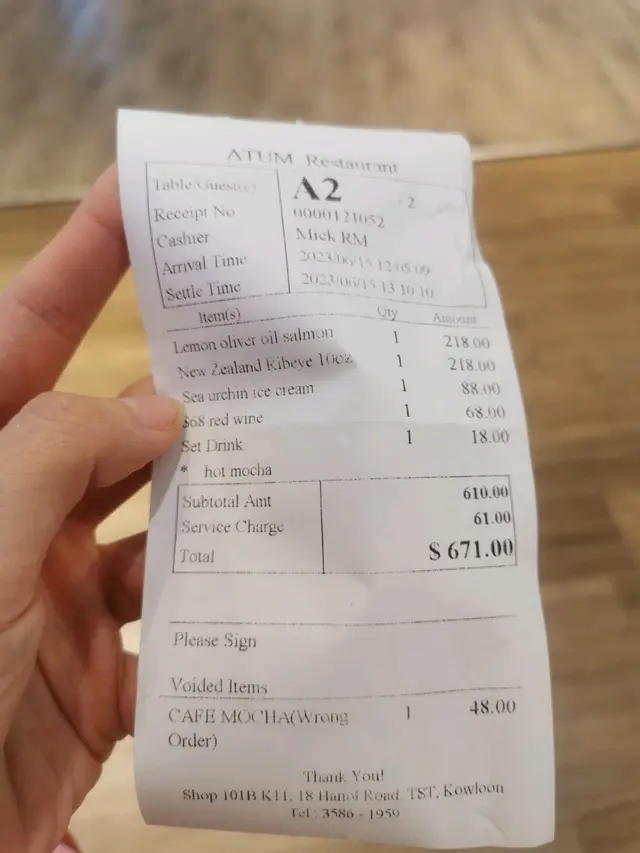 ATUM Restaurant
Table/Guest(s) A2 2
Receipt No 0000121052
Cashier Mick RM
Arrival Time 2023/06/15 12:05:09
Settle Time 2023/06/15 13:10:10
Item(s) Qty Amount
Lemon oliver oil salmon 1 218.00
New Zealand Ribeye 10oz 1 218.00
Sea urchin ice cream 1 88.00
$68 red wine 1 68.00
Set Drink 1 18.00
* hot mocha
Subtotal Amt 610.00
Service Charge 61.00
Total $ 671.00
Please Sign
Voided Items
CAFE MOCHA(Wrong 1 48.00
Order)
Thank You!
Shop 101B K11, 18 Hanoi Road TST, Kowloon
Tel : 3586 - 1959